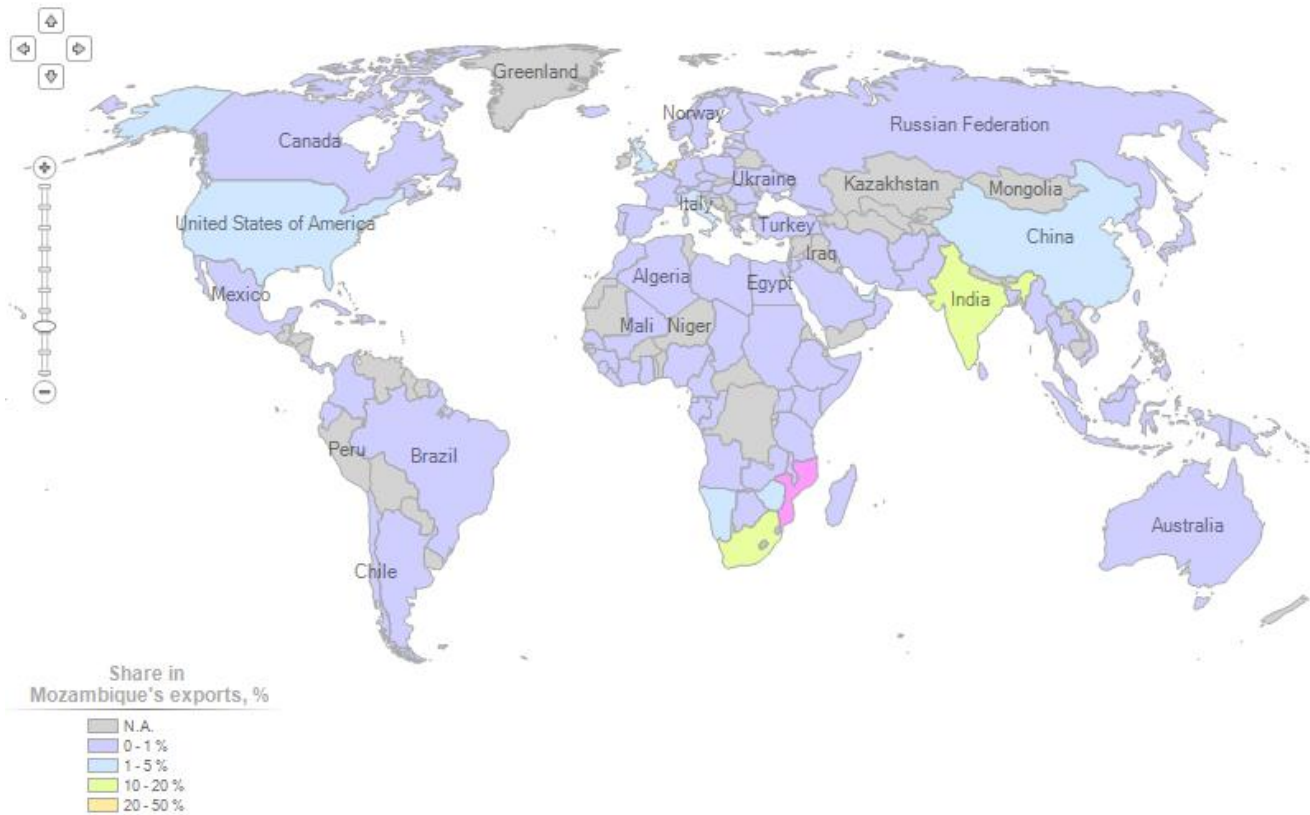 Greenland
Norway
Russian Federation
Canada
Ukraine
Kazakhstan
Mongolia
Italy
United States of America
Turkey
China
Iraq
Algeria
Egypt
Mexico
India
Mali
Niger
Peru
Brazil
Australia
Chile
Share in
Mozambique's exports, %
N.A.
0 - 1 %
1 - 5 %
10 - 20 %
20 - 50 %